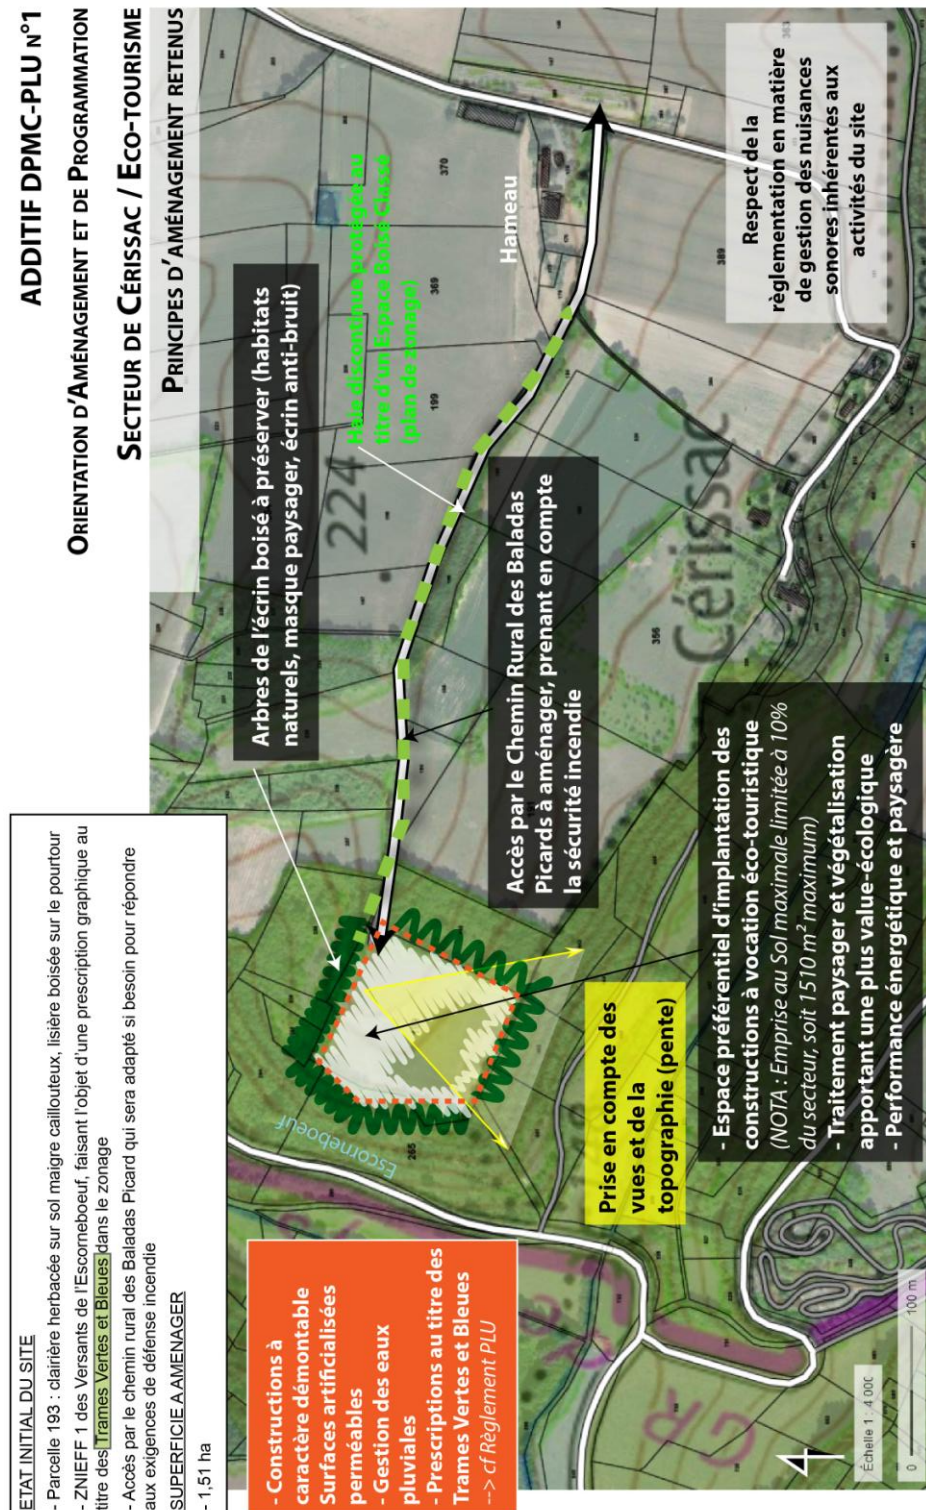 ADDITIF DPMC-PLU N°1
ORIENTATION D'AMÉNAGEMENT ET DE PROGRAMMATION
SECTEUR DE CÉRISSAC / ECO-TOURISME
PRINCIPES D'AMÉNAGEMENT RETENUS
ETAT INITIAL DU SITE
- Parcelle 193 : clairière herbacée sur sol maigre caillouteux, lisière boisée sur le pourtour
- ZNIEFF 1 des Versants de l'Escorneboeuf, faisant l'objet d'une prescription graphique au
titre des Trames Vertes et Bleues dans le zonage
- Accès par le chemin rural des Baladas Picard qui sera adapté si besoin pour répondre
aux exigences de défense incendie
SUPERFICIE A AMENAGER
- 1,51 ha
Arbres de l'écrin boisé à préserver (habitats
naturels, masque paysager, écrin anti-bruit)
Haie discontinue protégée au
titre d'un Espace Boisé Classé
(plan de zonage)
224
199
369
370
Hameau
Accès par le Chemin Rural des Baladas
Picards à aménager, prenant en compte
la sécurité incendie
389
356
Cérissac
Respect de la
règlementation en matière
de gestion des nuisances
sonores inhérentes aux
activités du site
Escorneboeuf
265
Prise en compte des
vues et de la
topographie (pente)
- Espace préférentiel d'implantation des
constructions à vocation éco-touristique
(NOTA : Emprise au Sol maximale limitée à 10%
du secteur, soit 1510 m² maximum)
- Traitement paysager et végétalisation
apportant une plus value écologique
- Performance énergétique et paysagère
- Constructions à
caractère démontable
Surfaces artificialisées
perméables
- Gestion des eaux
pluviales
- Prescriptions au titre des
Trames Vertes et Bleues
--> cf Règlement PLU
GR
Échelle 1 : 4 000
0 100 m